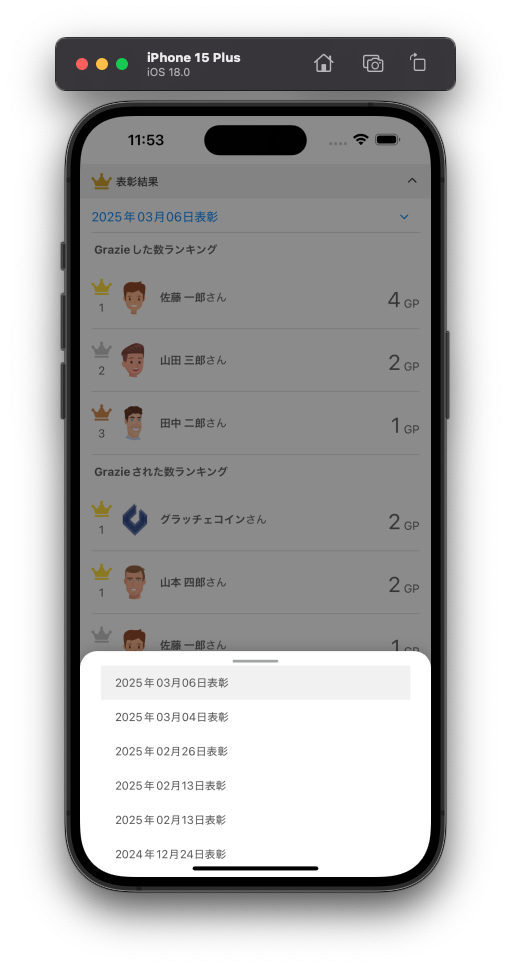 iPhone 15 Plus
iOS 18.0
11:53
表彰結果
2025年03月06日表彰
Grazieした数ランキング
1 佐藤 一郎さん 4 GP
2 山田 三郎さん 2 GP
3 田中 二郎さん 1 GP
Grazieされた数ランキング
1 グラッチェコインさん 2 GP
1 山本 四郎さん 2 GP
佐藤 一郎さん 1 GP
2025年03月06日表彰
2025年03月04日表彰
2025年02月26日表彰
2025年02月13日表彰
2025年02月13日表彰
2024年12月24日表彰